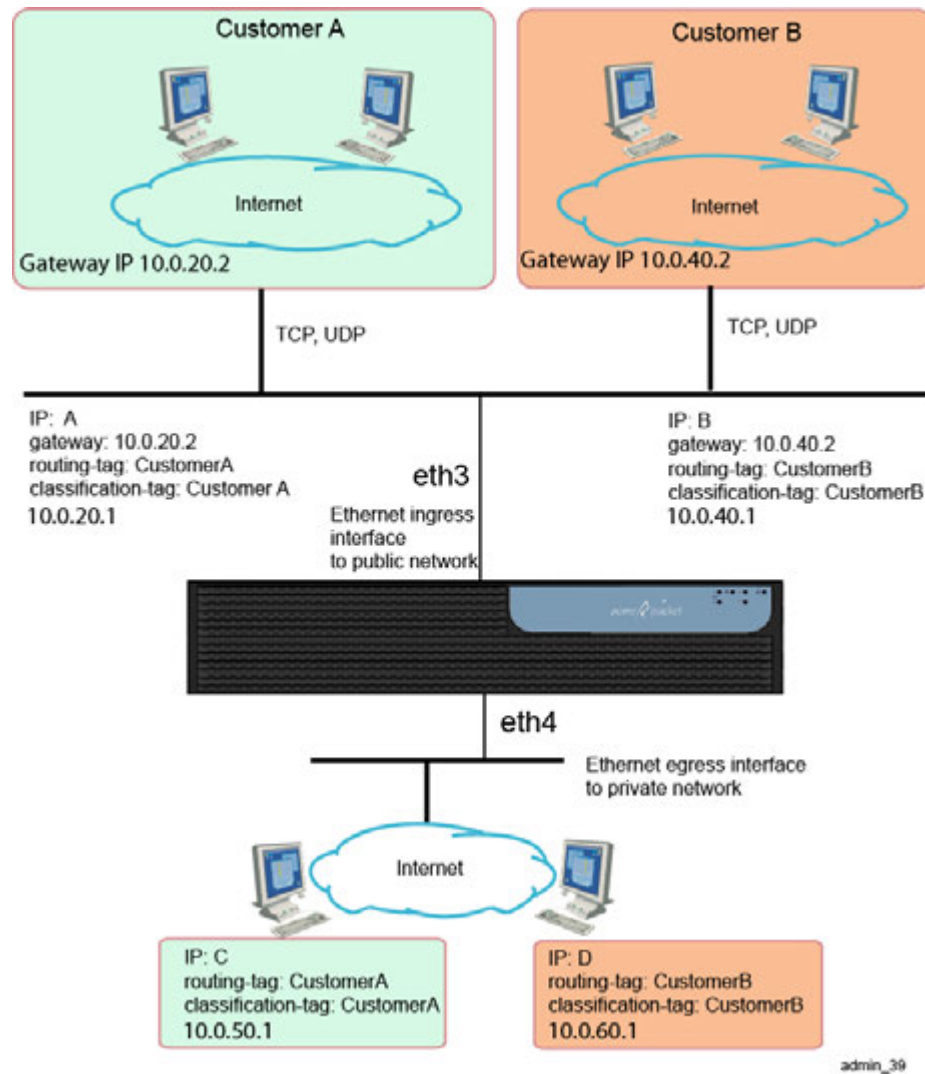 Customer A
Customer B
Internet
Internet
Gateway IP 10.0.20.2
Gateway IP 10.0.40.2
TCP, UDP
TCP, UDP
IP: A
gateway: 10.0.20.2
routing-tag: CustomerA
classification-tag: Customer A
10.0.20.1
IP: B
gateway: 10.0.40.2
routing-tag: CustomerB
classification-tag: CustomerB
10.0.40.1
eth3
Ethernet ingress
interface
to public network
acme packet
eth4
Ethernet egress interface
to private network
Internet
IP: C
routing-tag: CustomerA
classification-tag: CustomerA
10.0.50.1
IP: D
routing-tag: CustomerB
classification-tag: CustomerB
10.0.60.1
admin_39